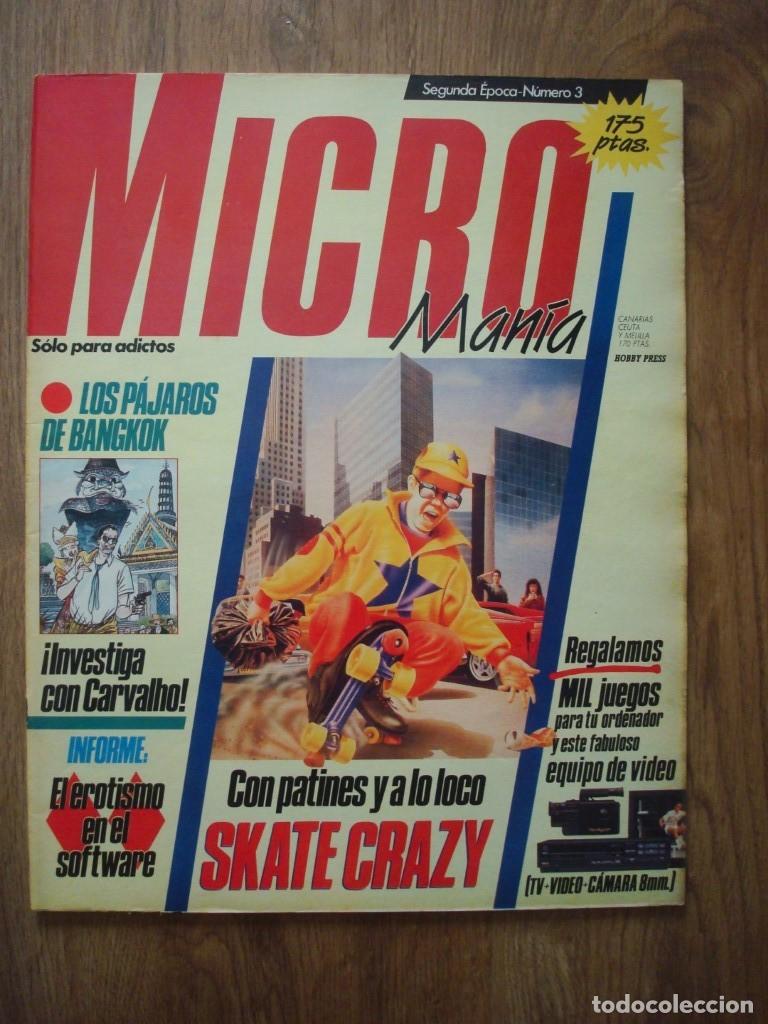 Segunda Época-Número 3
175
ptas.
MICRO
Manía
Sólo para adictos
CANARIAS
CEUTA
Y MELILLA
170 PTAS.
HOBBY PRESS
LOS PÁJAROS
DE BANGKOK
¡Investiga
con Carvalho!
INFORME:
El erotismo
en el
software
Con patines y a lo loco
SKATE CRAZY
Regalamos
MIL juegos
para tu ordenador
y este fabuloso
equipo de video
(TV+VIDEO+CÁMARA 8mm.)
todocoleccion